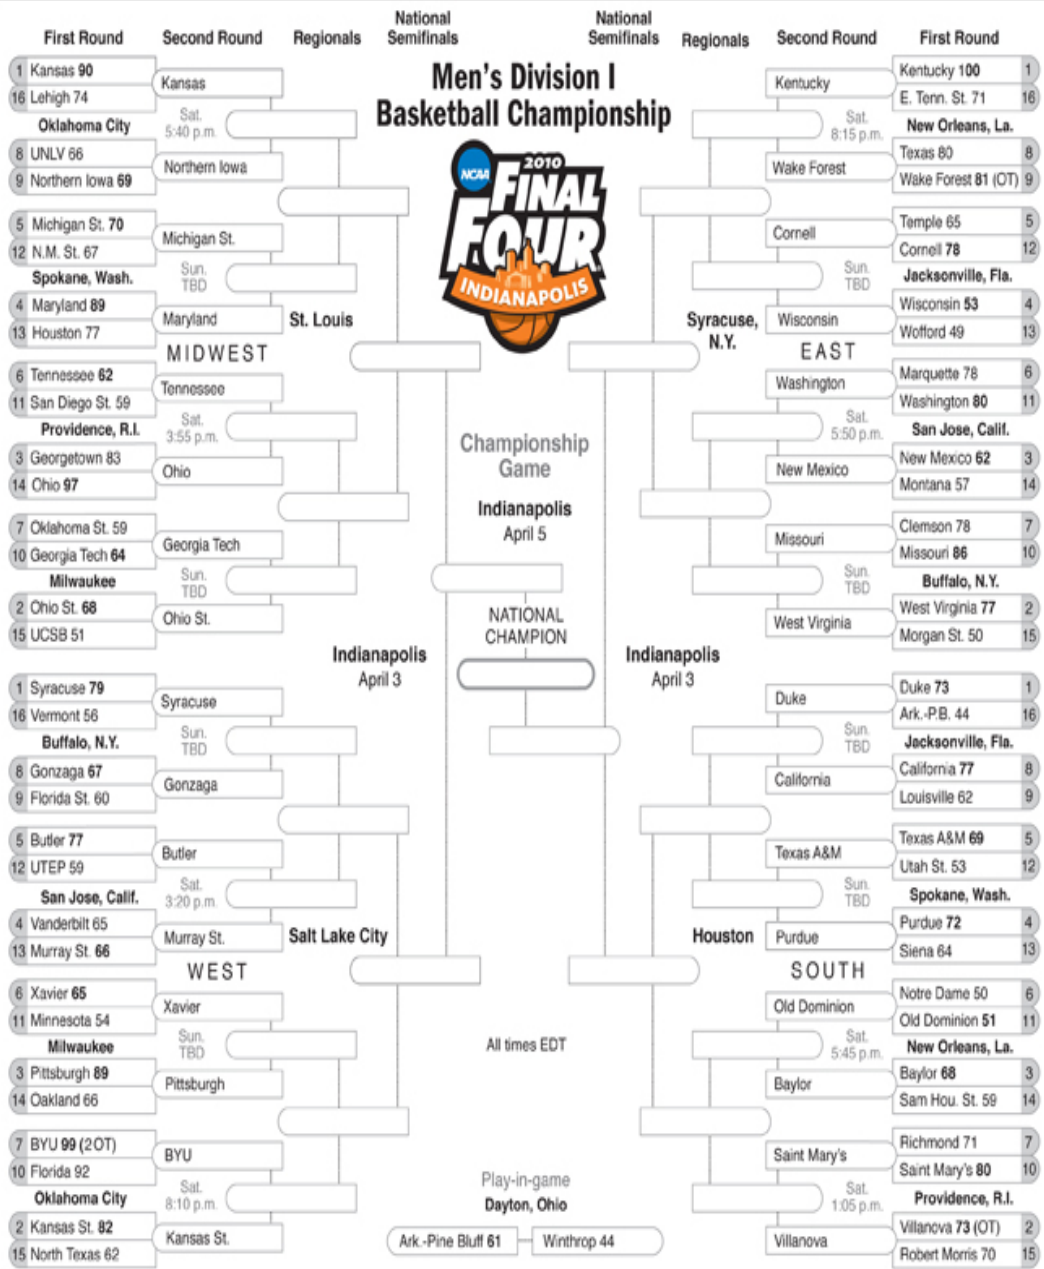 First Round
Second Round
Regionals
National
Semifinals
National
Semifinals
Regionals
Second Round
First Round
Men's Division I
Basketball Championship
NCAA
2010
FINAL
FOUR
INDIANAPOLIS
1 Kansas 90
16 Lehigh 74
Kansas
Oklahoma City
Sat.
5:40 p.m.
8 UNLV 66
9 Northern Iowa 69
Northern Iowa
5 Michigan St. 70
12 N.M. St. 67
Michigan St.
Spokane, Wash.
Sun.
TBD
4 Maryland 89
13 Houston 77
Maryland
St. Louis
MIDWEST
6 Tennessee 62
11 San Diego St. 59
Tennessee
Providence, R.I.
Sat.
3:55 p.m.
3 Georgetown 83
14 Ohio 97
Ohio
7 Oklahoma St. 59
10 Georgia Tech 64
Georgia Tech
Milwaukee
Sun.
TBD
2 Ohio St. 68
15 UCSB 51
Ohio St.
Indianapolis
April 3
1 Syracuse 79
16 Vermont 56
Syracuse
Buffalo, N.Y.
Sun.
TBD
8 Gonzaga 67
9 Florida St. 60
Gonzaga
5 Butler 77
12 UTEP 59
Butler
San Jose, Calif.
Sat.
3:20 p.m.
4 Vanderbilt 65
13 Murray St. 66
Murray St.
Salt Lake City
WEST
6 Xavier 65
11 Minnesota 54
Xavier
Milwaukee
Sun.
TBD
3 Pittsburgh 89
14 Oakland 66
Pittsburgh
7 BYU 99 (2OT)
10 Florida 92
BYU
Oklahoma City
Sat.
8:10 p.m.
2 Kansas St. 82
15 North Texas 62
Kansas St.
Championship
Game
Indianapolis
April 5
NATIONAL
CHAMPION
All times EDT
Play-in-game
Dayton, Ohio
Ark.-Pine Bluff 61
Winthrop 44
Kentucky
Kentucky 100 1
E. Tenn. St. 71 16
Sat.
8:15 p.m.
New Orleans, La.
Wake Forest
Texas 80 8
Wake Forest 81 (OT) 9
Cornell
Temple 65 5
Cornell 78 12
Sun.
TBD
Jacksonville, Fla.
Syracuse,
N.Y.
Wisconsin
Wisconsin 53 4
Wofford 49 13
EAST
Washington
Marquette 78 6
Washington 80 11
Sat.
5:50 p.m.
San Jose, Calif.
New Mexico
New Mexico 62 3
Montana 57 14
Missouri
Clemson 78 7
Missouri 86 10
Sun.
TBD
Buffalo, N.Y.
West Virginia
West Virginia 77 2
Morgan St. 50 15
Indianapolis
April 3
Duke
Duke 73 1
Ark.-P.B. 44 16
Sun.
TBD
Jacksonville, Fla.
California
California 77 8
Louisville 62 9
Texas A&M
Texas A&M 69 5
Utah St. 53 12
Sun.
TBD
Spokane, Wash.
Houston
Purdue
Purdue 72 4
Siena 64 13
SOUTH
Old Dominion
Notre Dame 50 6
Old Dominion 51 11
Sat.
5:45 p.m.
New Orleans, La.
Baylor
Baylor 68 3
Sam Hou. St. 59 14
Saint Mary's
Richmond 71 7
Saint Mary's 80 10
Sat.
1:05 p.m.
Providence, R.I.
Villanova
Villanova 73 (OT) 2
Robert Morris 70 15